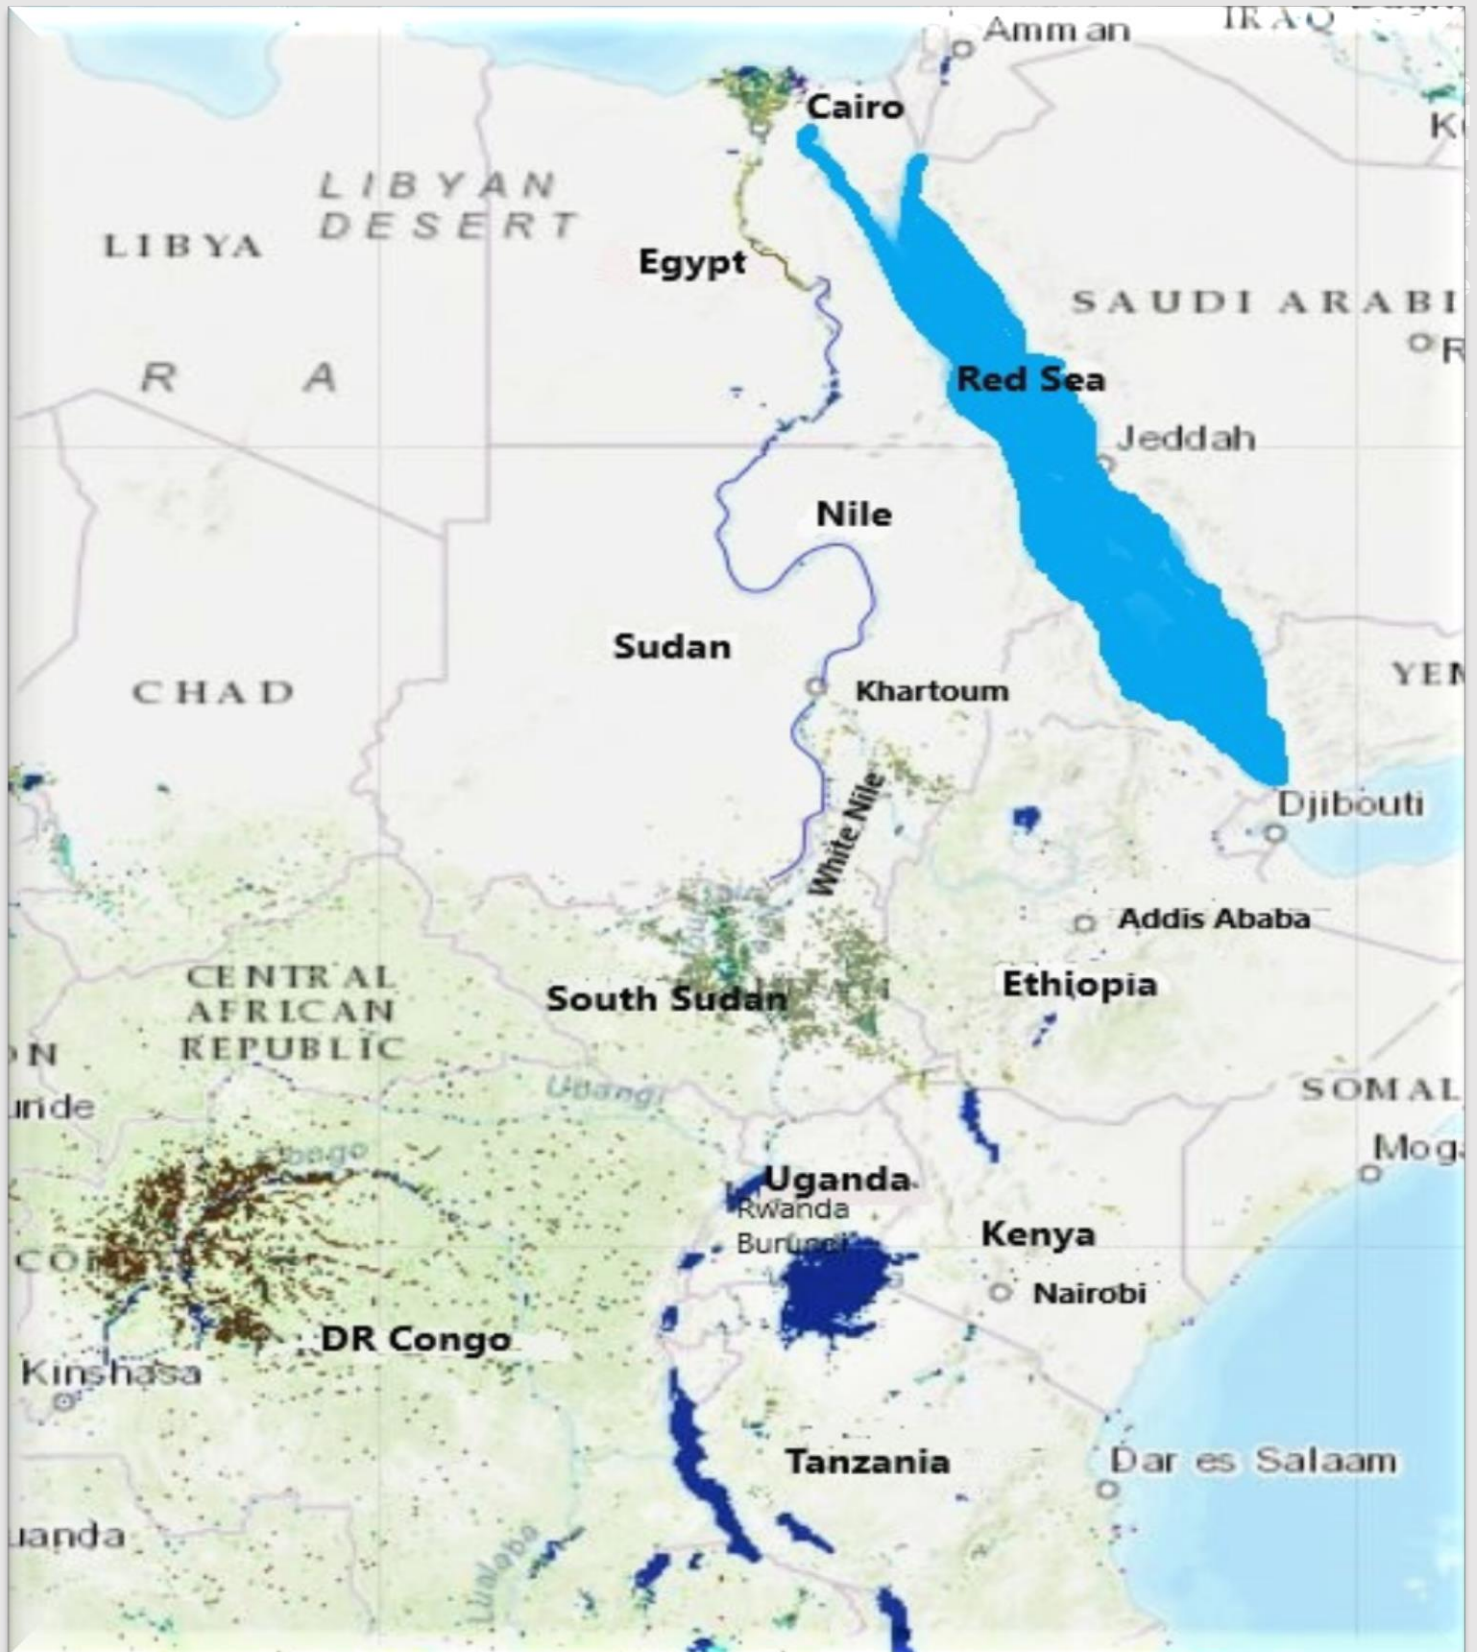 Amman
IRAQ
Cairo
LIBYAN
DESERT
LIBYA
Egypt
SAUDI ARABI
R
R A
Red Sea
Jeddah
Nile
Sudan
CHAD
Khartoum
YEM
White Nile
Djibouti
Addis Ababa
CENTRAL
AFRICAN
REPUBLIC
Ethiopia
South Sudan
N
Ubangi
SOMAL
Moga
Uganda
Rwanda
Burundi
Kenya
Nairobi
DR Congo
Kinshasa
Tanzania
Dar es Salaam
uanda
Lualaba